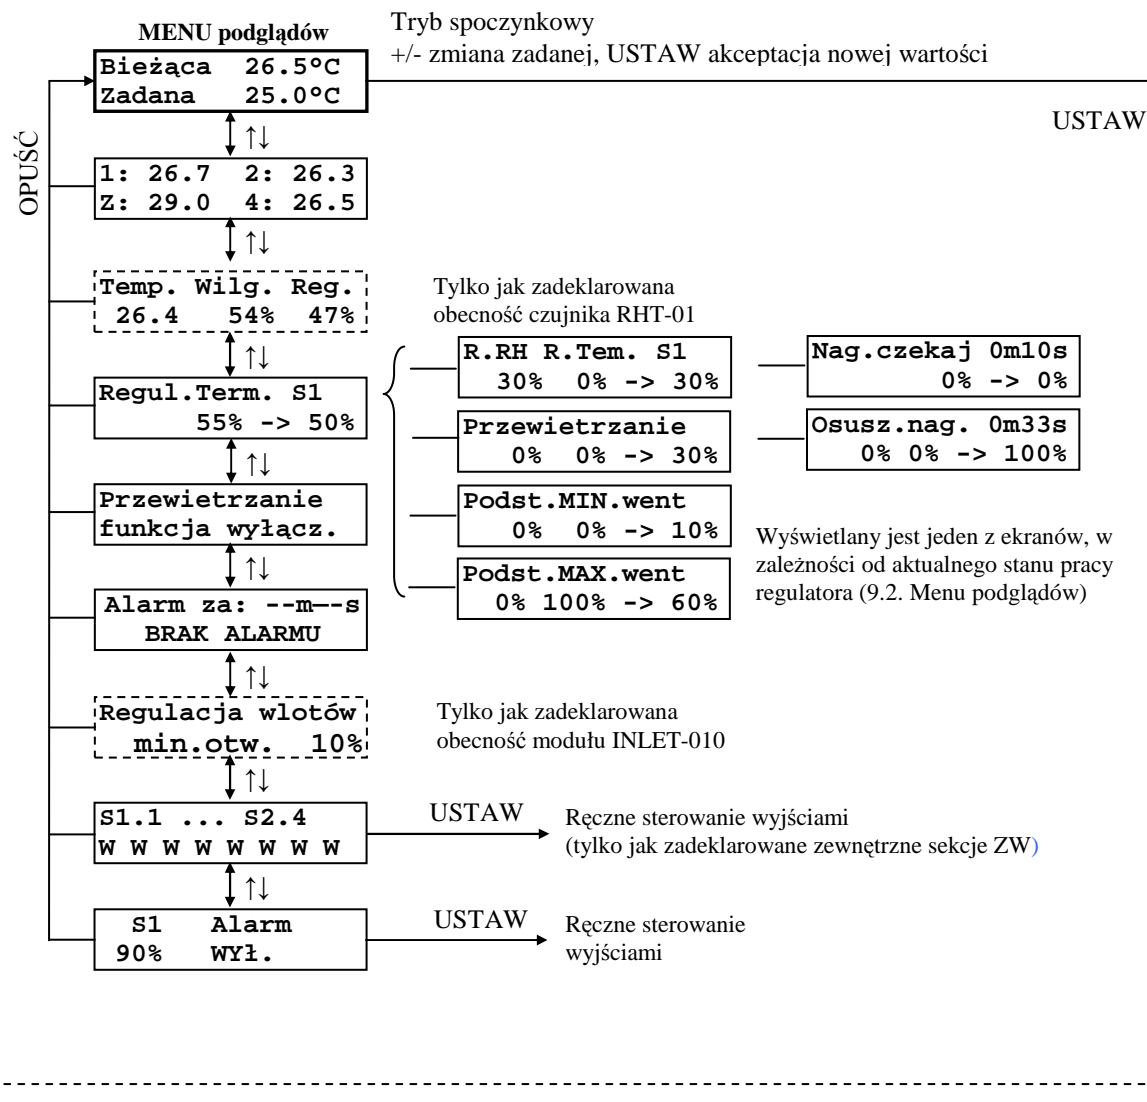 MENU podglądów
Tryb spoczynkowy
+/- zmiana zadanej, USTAW akceptacja nowej wartości
Bieżąca 26.5°C
Zadana 25.0°C
USTAW
OPUŚĆ
↑↓
1: 26.7 2: 26.3
Z: 29.0 4: 26.5
↑↓
Temp. Wilg. Reg.
26.4 54% 47%
Tylko jak zadeklarowana
obecność czujnika RHT-01
↑↓
Regul.Term. S1
55% -> 50%
R.RH R.Tem. S1
30% 0% -> 30%
Nag.czekaj 0m10s
0% -> 0%
Przewietrzanie
0% 0% -> 30%
Osusz.nag. 0m33s
0% 0% -> 100%
↑↓
Przewietrzanie
funkcja wyłącz.
Podst.MIN.went
0% 0% -> 10%
Podst.MAX.went
0% 100% -> 60%
Wyświetlany jest jeden z ekranów, w
zależności od aktualnego stanu pracy
regulatora (9.2. Menu podglądów)
↑↓
Alarm za: --m--s
BRAK ALARMU
↑↓
Regulacja wlotów
min.otw. 10%
Tylko jak zadeklarowana
obecność modułu INLET-010
↑↓
S1.1 ... S2.4
W W W W W W W W
USTAW
Ręczne sterowanie wyjściami
(tylko jak zadeklarowane zewnętrzne sekcje ZW)
↑↓
S1 Alarm
90% WYł.
USTAW
Ręczne sterowanie
wyjściami